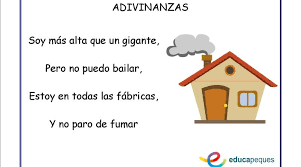 ADIVINANZAS
Soy más alta que un gigante,
Pero no puedo bailar,
Estoy en todas las fábricas,
Y no paro de fumar
educapeques